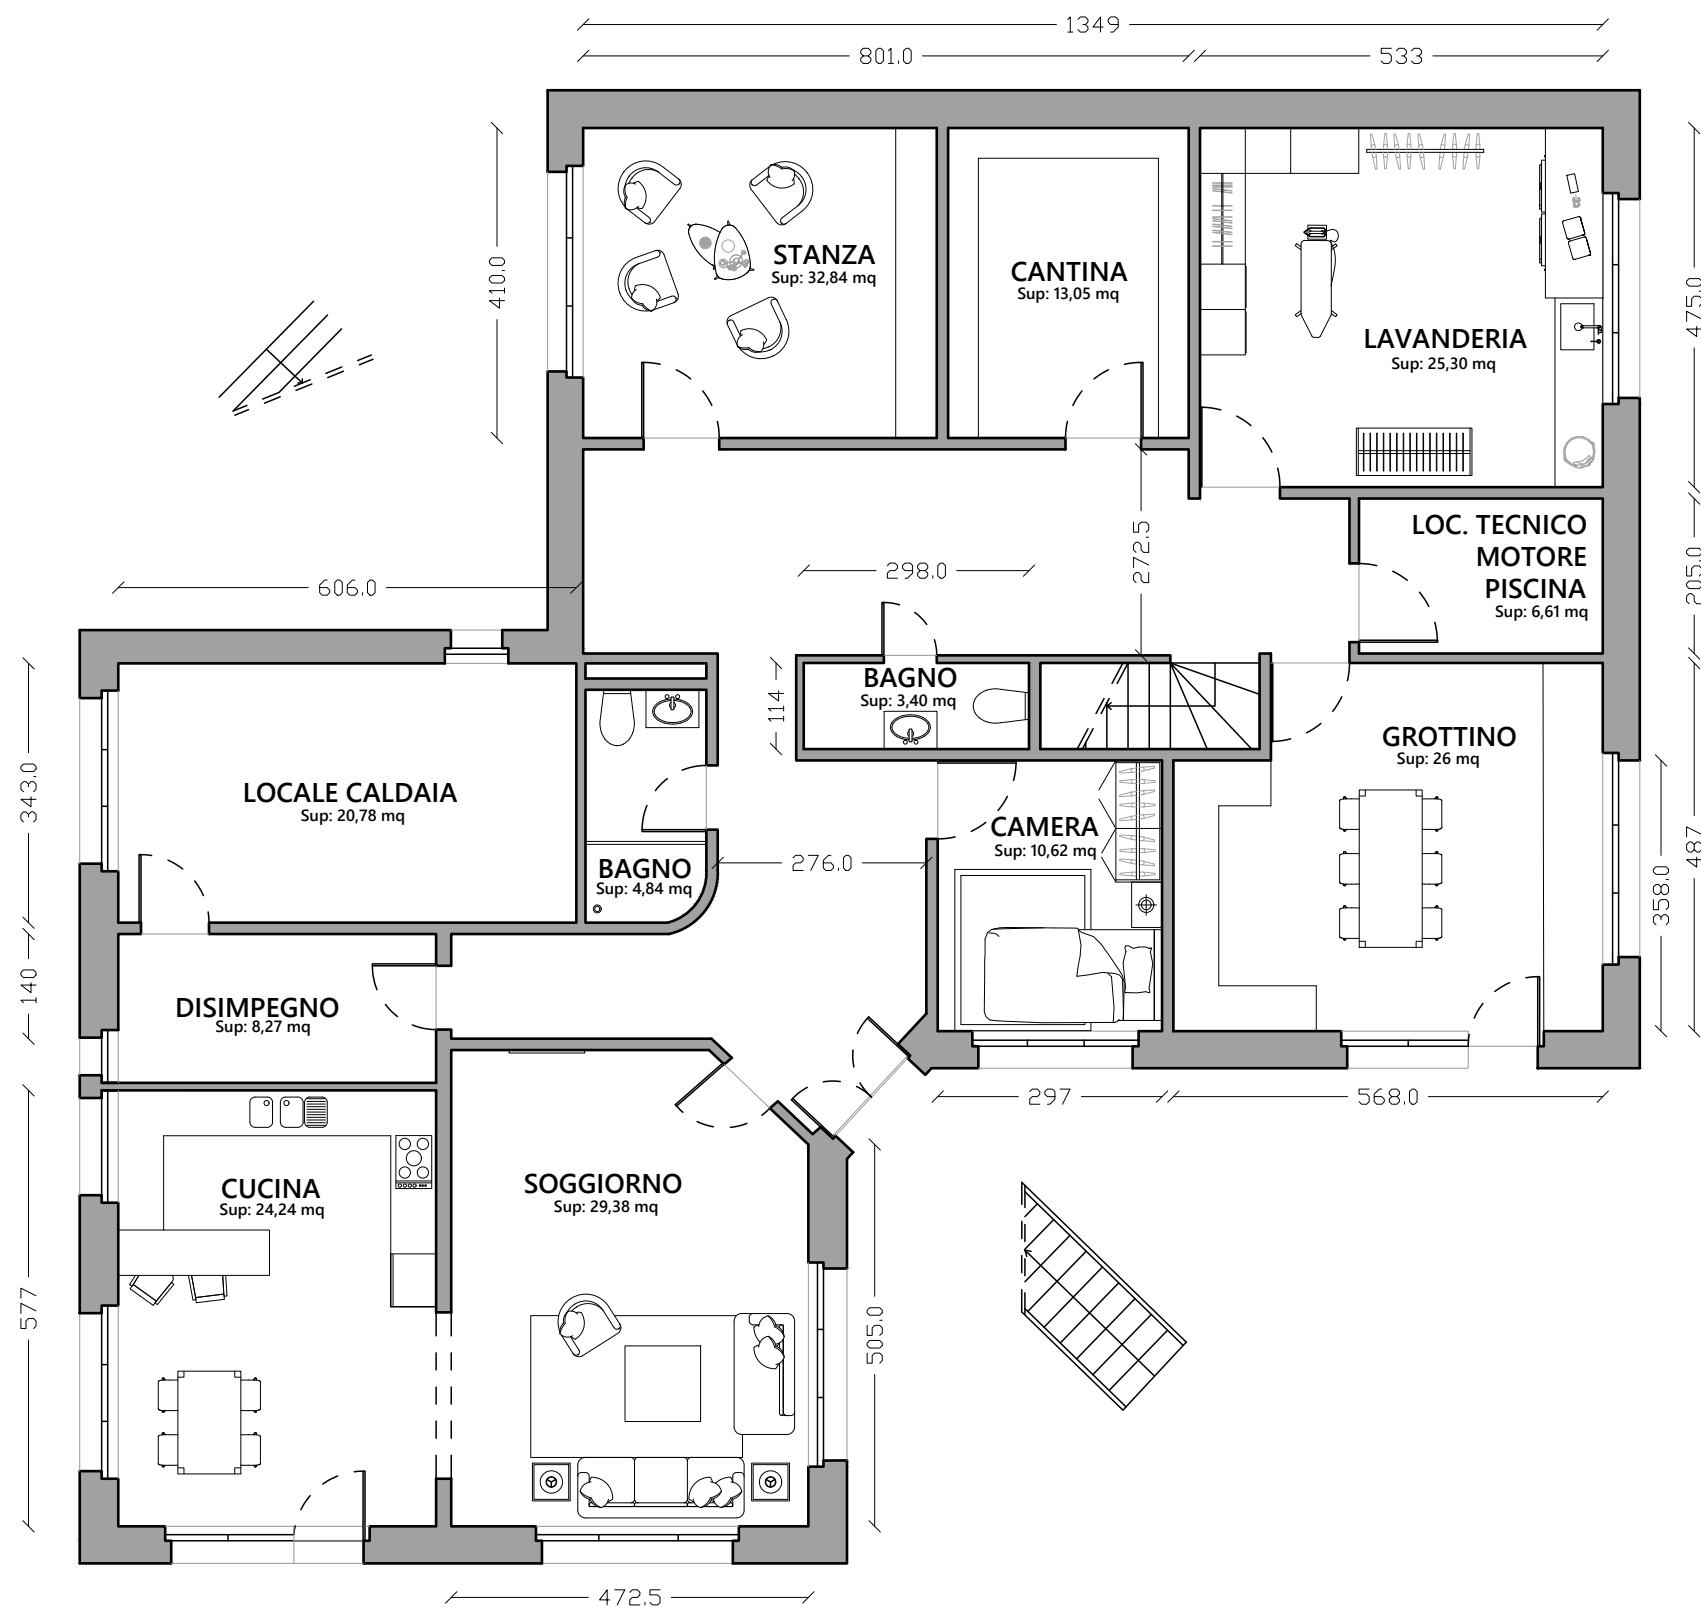 1349
801.0
533
410.0
STANZA
Sup: 32,84 mq
CANTINA
Sup: 13,05 mq
LAVANDERIA
Sup: 25,30 mq
475.0
LOC. TECNICO
MOTORE
PISCINA
Sup: 6,61 mq
205.0
272.5
298.0
606.0
BAGNO
Sup: 3,40 mq
114
GROTTINO
Sup: 26 mq
343.0
LOCALE CALDAIA
Sup: 20,78 mq
BAGNO
Sup: 4,84 mq
276.0
CAMERA
Sup: 10,62 mq
358.0
487
140
DISIMPEGNO
Sup: 8,27 mq
297
568.0
CUCINA
Sup: 24,24 mq
SOGGIORNO
Sup: 29,38 mq
577
505.0
472.5